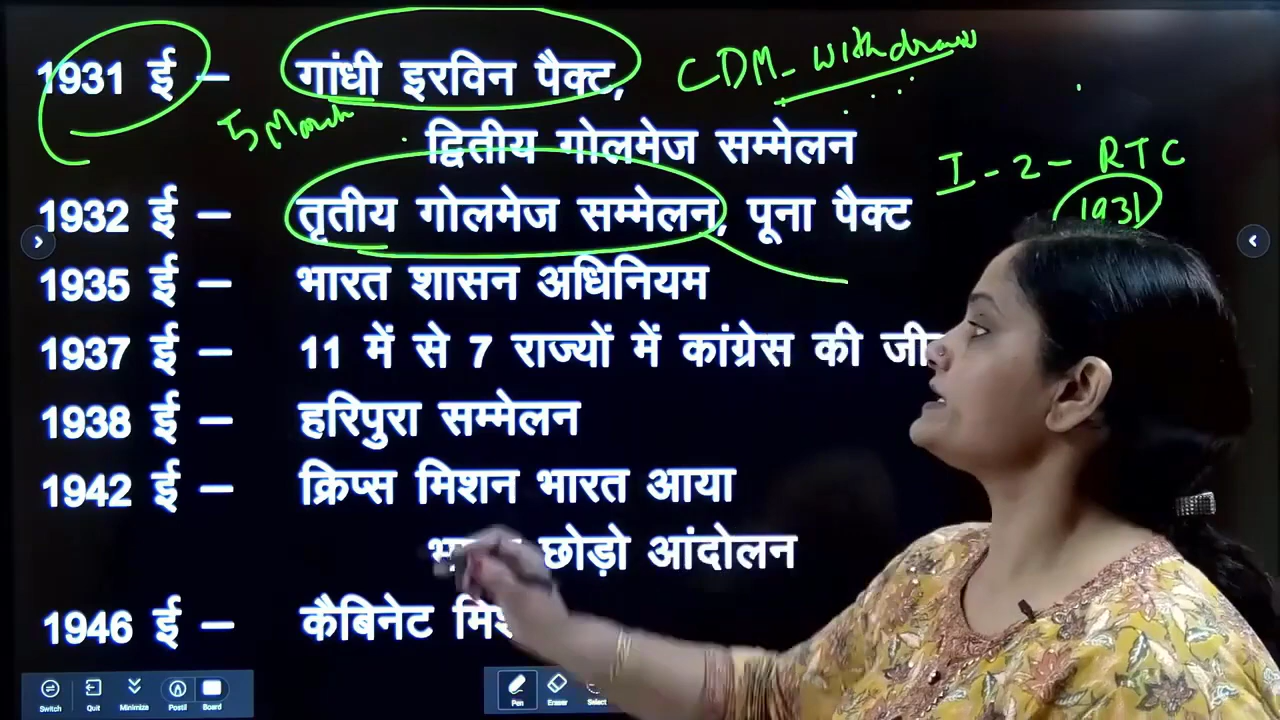 1931 ई – गांधी इरविन पैक्ट, CDM - withdraw
5 March
द्वितीय गोलमेज सम्मेलन
I - 2 - RTC
1931
1932 ई – तृतीय गोलमेज सम्मेलन, पूना पैक्ट
1935 ई – भारत शासन अधिनियम
1937 ई – 11 में से 7 राज्यों में कांग्रेस की
1938 ई – हरिपुरा सम्मेलन
1942 ई – क्रिप्स मिशन भारत आया
छोड़ो आंदोलन
1946 ई – कैबिनेट
Switch Quit Minimize Postil Board Pen Eraser Select